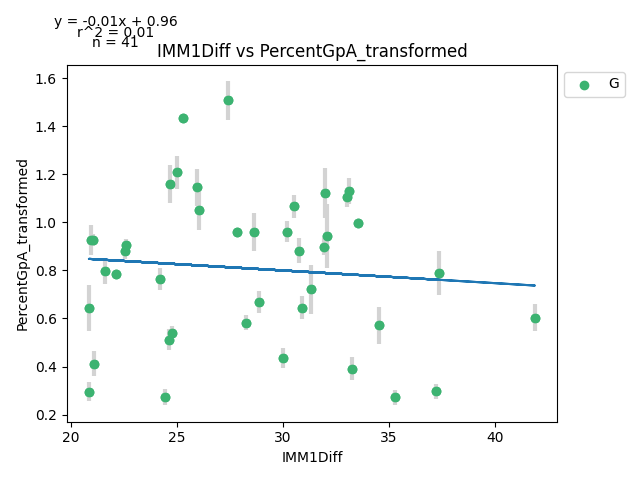 y = -0.01x + 0.96
r^2 = 0.01
n = 41
IMM1Diff vs PercentGpA_transformed
G
PercentGpA_transformed
1.6
1.4
1.2
1.0
0.8
0.6
0.4
0.2
20 25 30 35 40
IMM1Diff